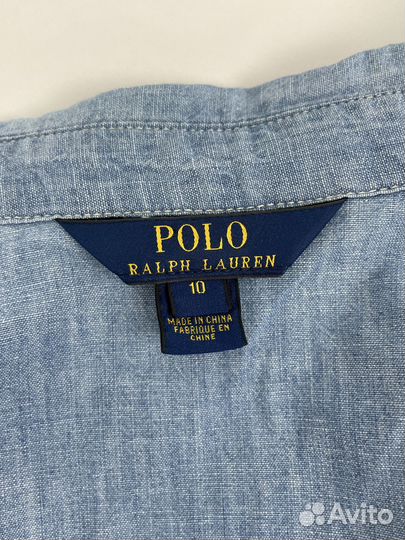 POLO
RALPH LAUREN
10
MADE IN CHINA
FABRIQUE EN
CHINE
Avito